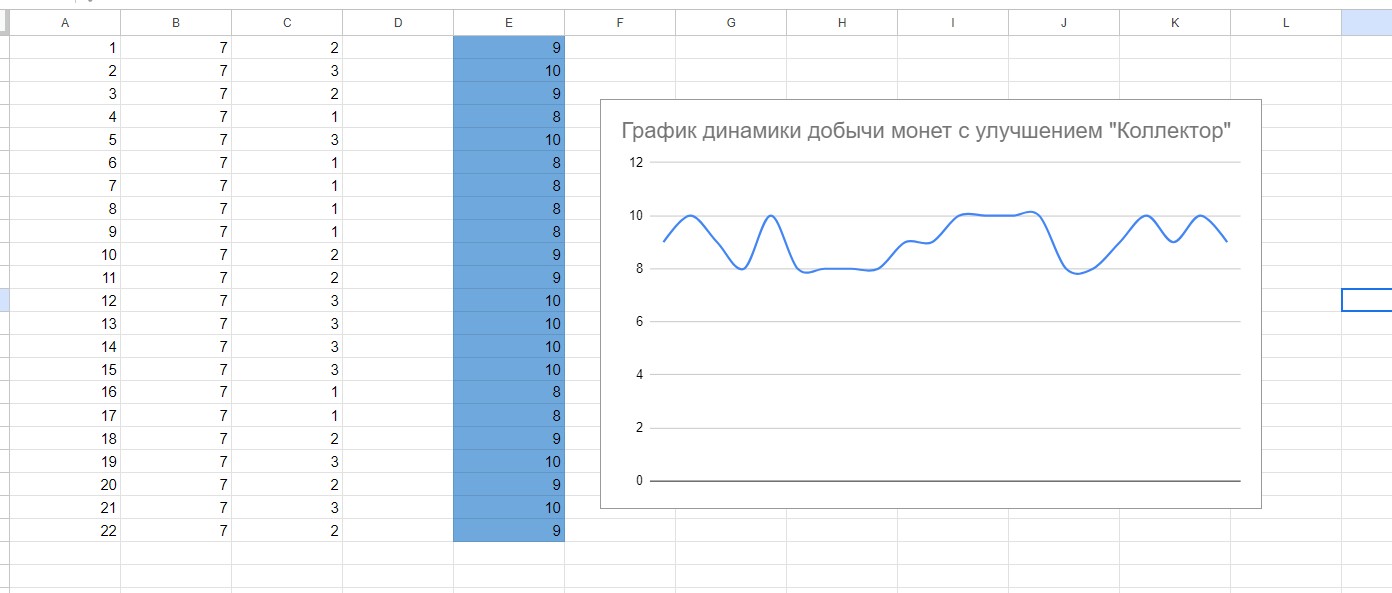 A B C D E F G H I J K L
1 7 2 9
2 7 3 10
3 7 2 9
4 7 1 8
5 7 3 10
6 7 1 8
7 7 1 8
8 7 1 8
9 7 1 8
10 7 2 9
11 7 2 9
12 7 3 10
13 7 3 10
14 7 3 10
15 7 3 10
16 7 1 8
17 7 1 8
18 7 2 9
19 7 3 10
20 7 2 9
21 7 3 10
22 7 2 9
График динамики добычи монет с улучшением "Коллектор"
12
10
8
6
4
2
0